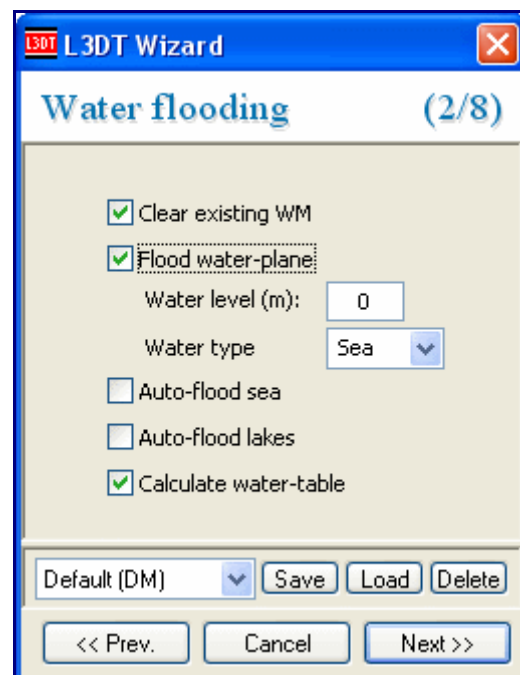 L3DT L3DT Wizard
Water flooding (2/8)
Clear existing WM
Flood water-plane
Water level (m): 0
Water type Sea
Auto-flood sea
Auto-flood lakes
Calculate water-table
Default (DM) Save Load Delete
<< Prev. Cancel Next >>